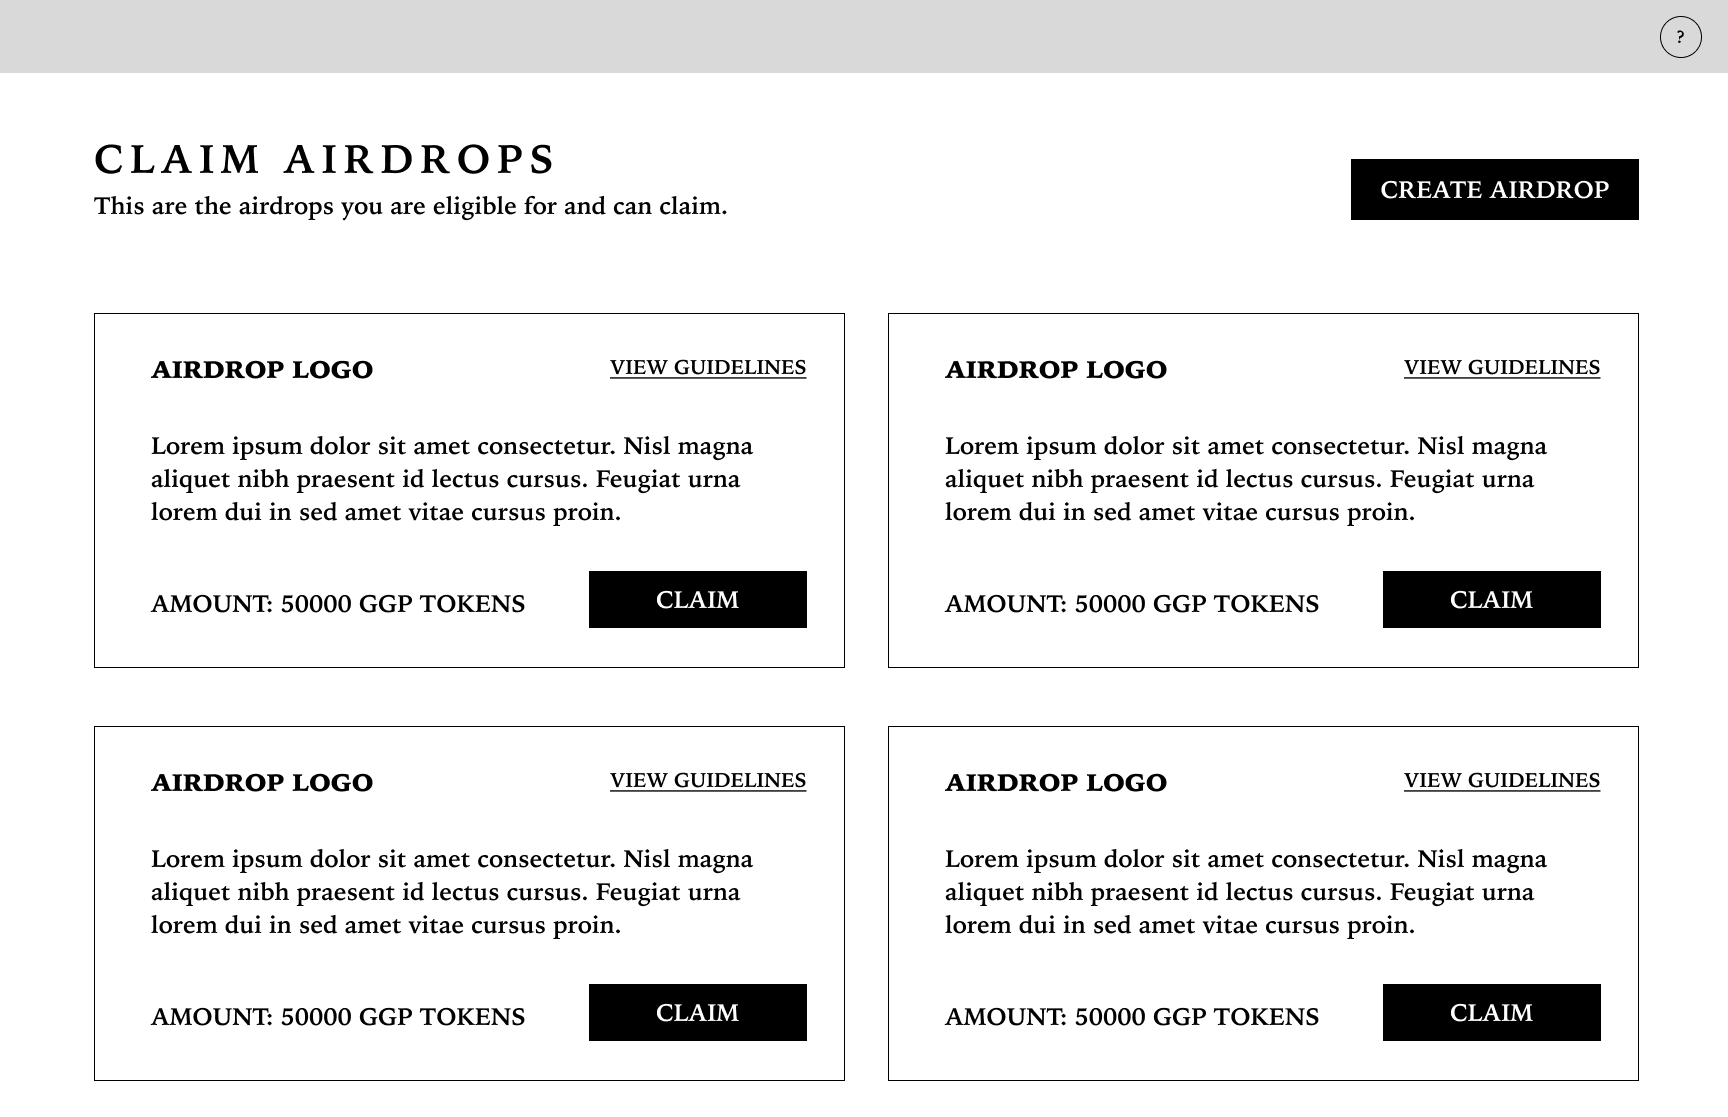 ?
CLAIM AIRDROPS
This are the airdrops you are eligible for and can claim.
CREATE AIRDROP
AIRDROP LOGO
VIEW GUIDELINES
Lorem ipsum dolor sit amet consectetur. Nisl magna
aliquet nibh praesent id lectus cursus. Feugiat urna
lorem dui in sed amet vitae cursus proin.
AMOUNT: 50000 GGP TOKENS
CLAIM
AIRDROP LOGO
VIEW GUIDELINES
Lorem ipsum dolor sit amet consectetur. Nisl magna
aliquet nibh praesent id lectus cursus. Feugiat urna
lorem dui in sed amet vitae cursus proin.
AMOUNT: 50000 GGP TOKENS
CLAIM
AIRDROP LOGO
VIEW GUIDELINES
Lorem ipsum dolor sit amet consectetur. Nisl magna
aliquet nibh praesent id lectus cursus. Feugiat urna
lorem dui in sed amet vitae cursus proin.
AMOUNT: 50000 GGP TOKENS
CLAIM
AIRDROP LOGO
VIEW GUIDELINES
Lorem ipsum dolor sit amet consectetur. Nisl magna
aliquet nibh praesent id lectus cursus. Feugiat urna
lorem dui in sed amet vitae cursus proin.
AMOUNT: 50000 GGP TOKENS
CLAIM